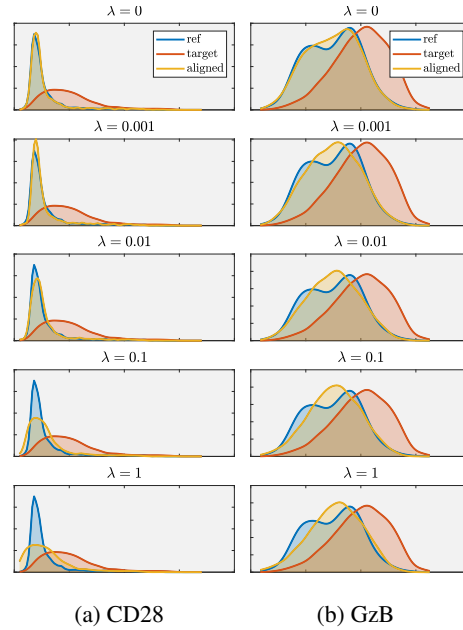 λ = 0
ref
target
aligned
λ = 0.001
λ = 0.01
λ = 0.1
λ = 1
(a) CD28
λ = 0
ref
target
aligned
λ = 0.001
λ = 0.01
λ = 0.1
λ = 1
(b) GzB